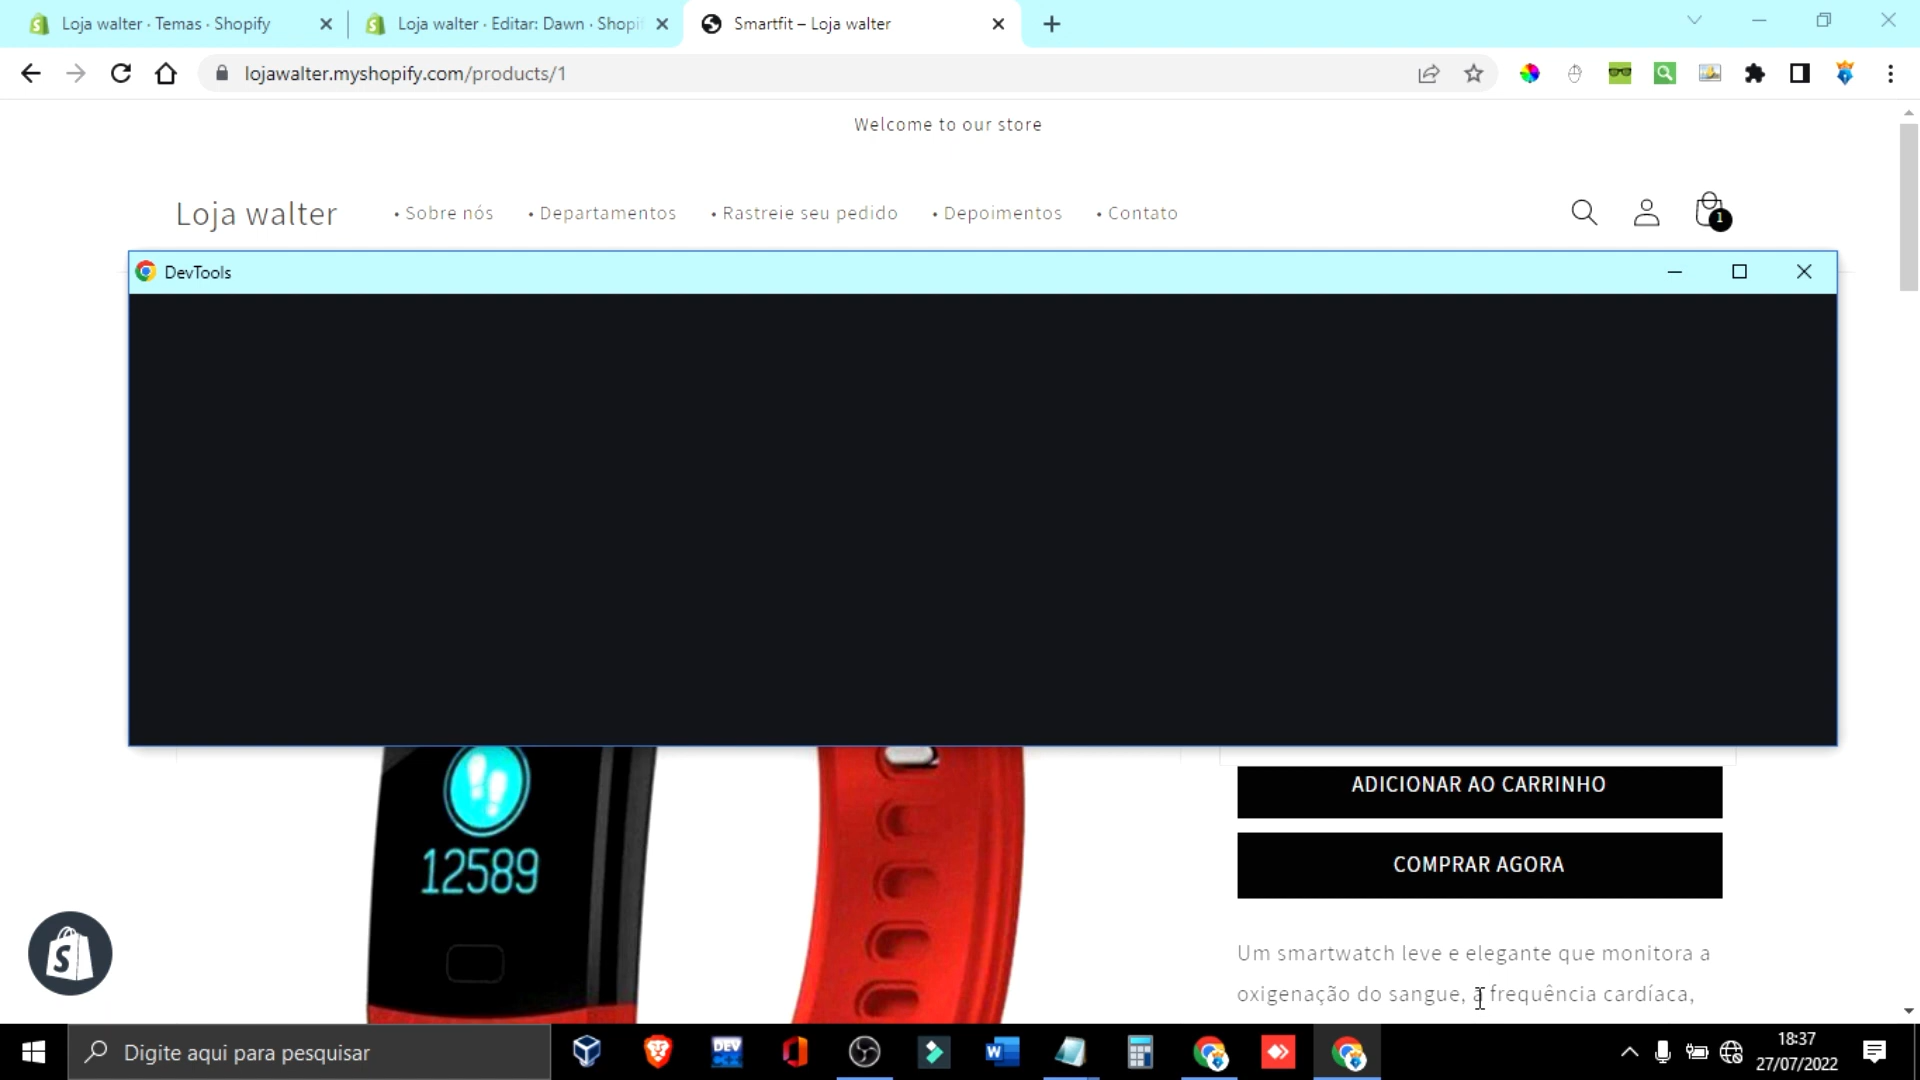 Loja walter · Temas · Shopify
Loja walter · Editar: Dawn · Shopi
Smartfit – Loja walter
lojawalter.myshopify.com/products/1
Welcome to our store
Loja walter
• Sobre nós
• Departamentos
• Rastreie seu pedido
• Depoimentos
• Contato
1
DevTools
12589
ADICIONAR AO CARRINHO
COMPRAR AGORA
Um smartwatch leve e elegante que monitora a
oxigenação do sangue, a frequência cardíaca,
Digite aqui para pesquisar
DEV
W
18:37
27/07/2022